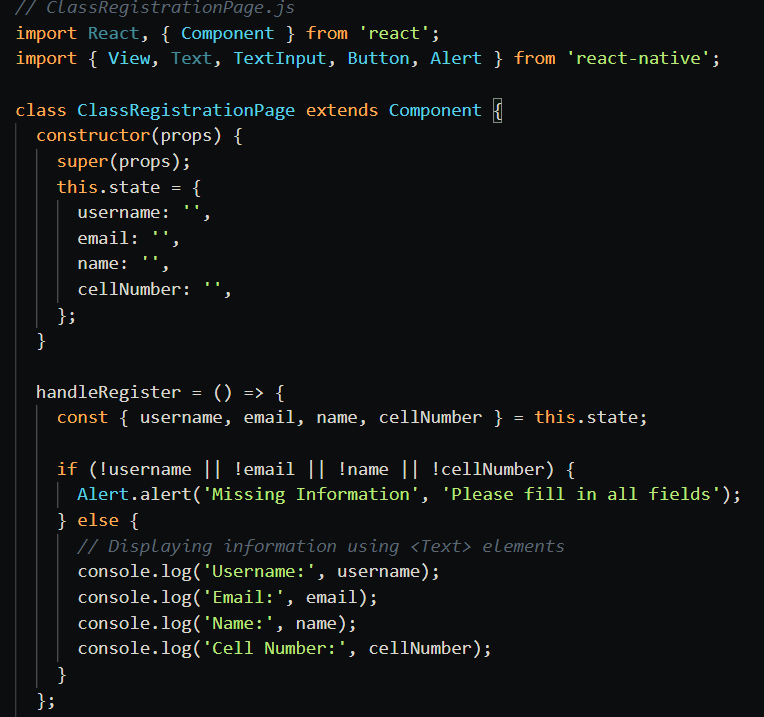 // ClassRegistrationPage.js
import React, { Component } from 'react';
import { View, Text, TextInput, Button, Alert } from 'react-native';

class ClassRegistrationPage extends Component {
  constructor(props) {
    super(props);
    this.state = {
      username: '',
      email: '',
      name: '',
      cellNumber: '',
    };
  }

  handleRegister = () => {
    const { username, email, name, cellNumber } = this.state;

    if (!username || !email || !name || !cellNumber) {
      Alert.alert('Missing Information', 'Please fill in all fields');
    } else {
      // Displaying information using <Text> elements
      console.log('Username:', username);
      console.log('Email:', email);
      console.log('Name:', name);
      console.log('Cell Number:', cellNumber);
    }
  };